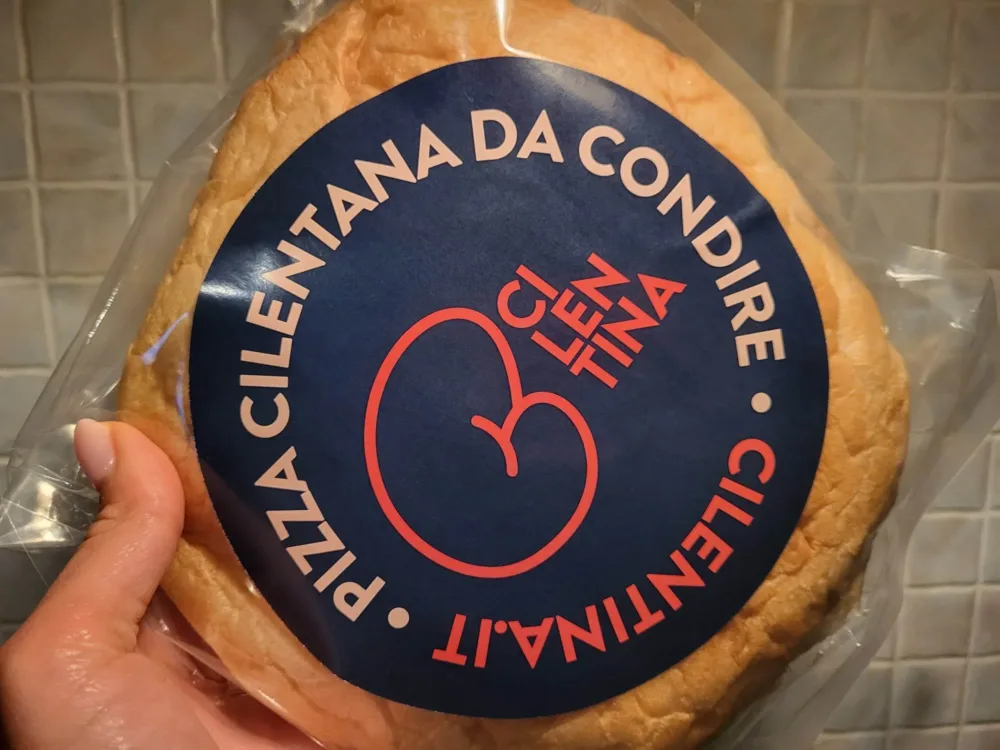 PIZZA CILENTANA DA CONDIRE
CILENTINA.IT
CI
LEN
TINA